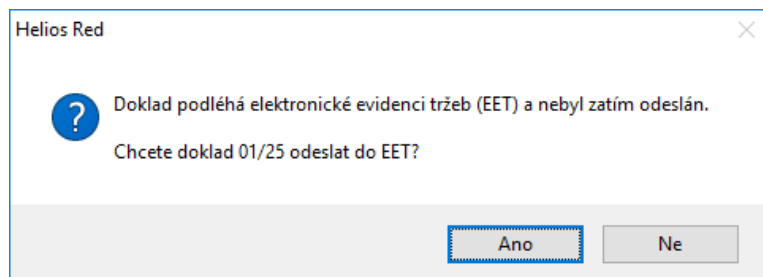 Helios Red
Doklad podléhá elektronické evidenci tržeb (EET) a nebyl zatím odeslán.
Chcete doklad 01/25 odeslat do EET?
Ano
Ne